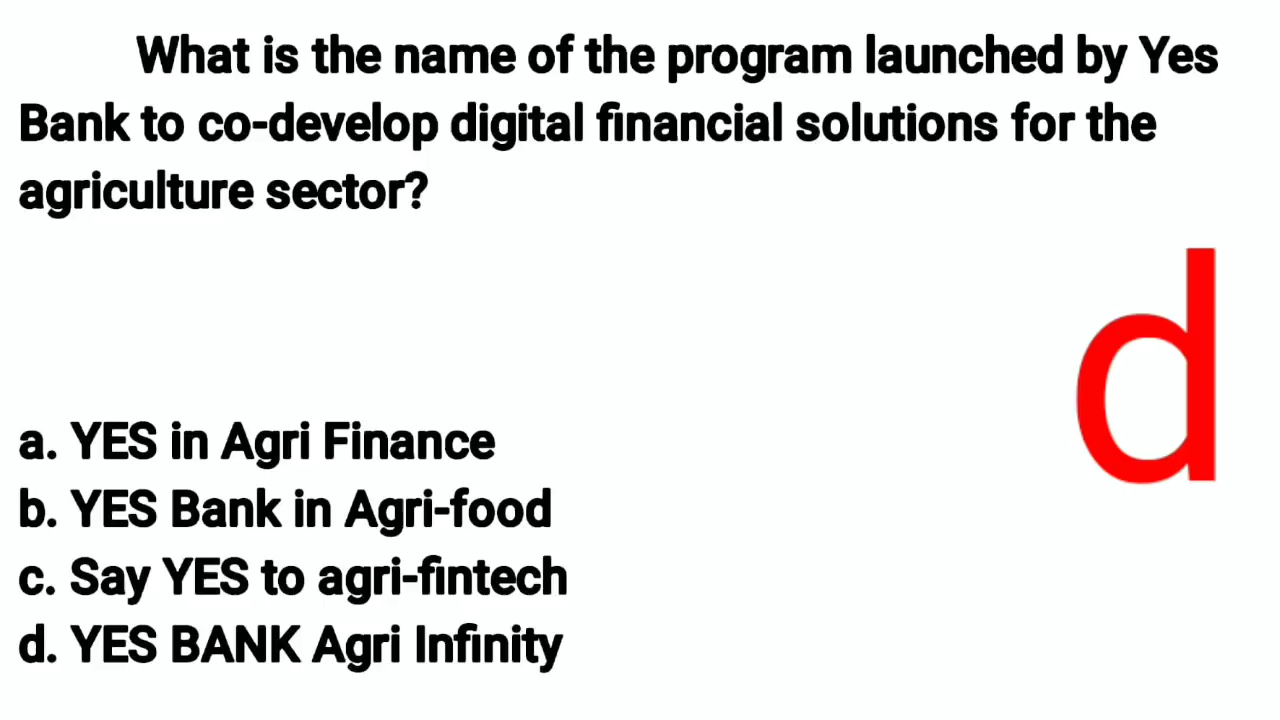 What is the name of the program launched by Yes
Bank to co-develop digital financial solutions for the
agriculture sector?
d
a. YES in Agri Finance
b. YES Bank in Agri-food
c. Say YES to agri-fintech
d. YES BANK Agri Infinity